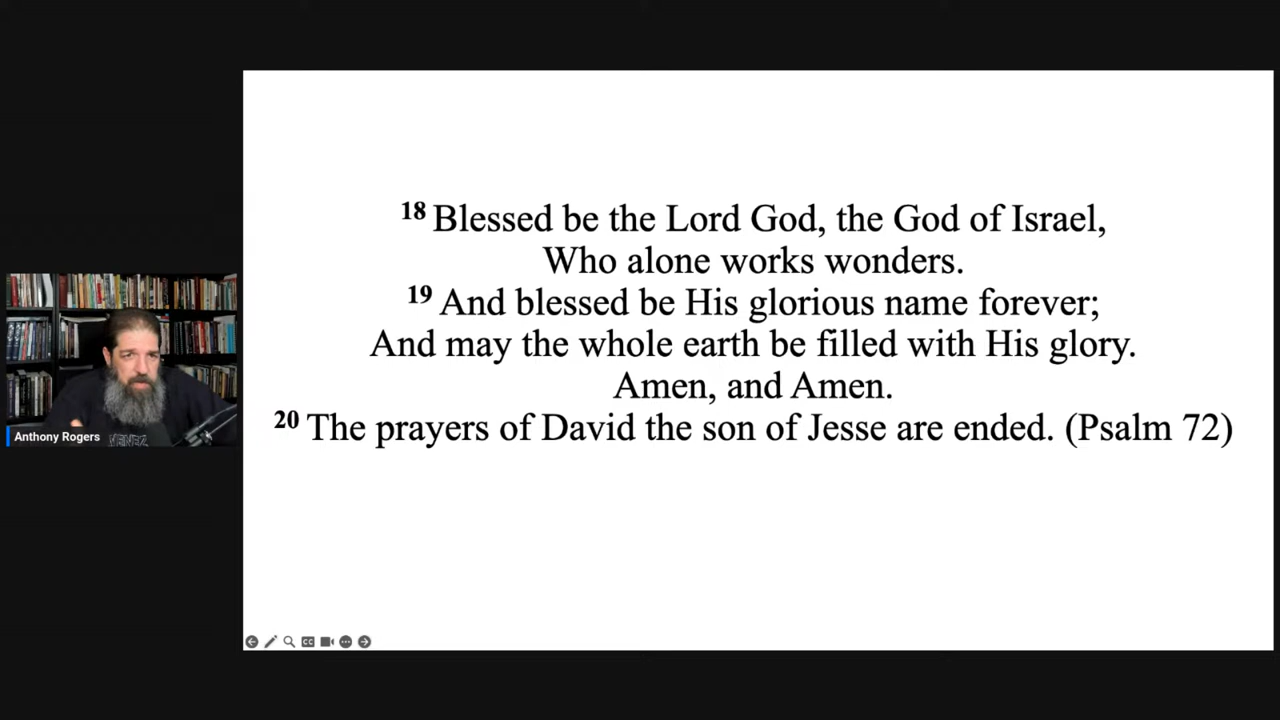 18 Blessed be the Lord God, the God of Israel,
Who alone works wonders.
19 And blessed be His glorious name forever;
And may the whole earth be filled with His glory.
Amen, and Amen.
20 The prayers of David the son of Jesse are ended. (Psalm 72)
Anthony Rogers